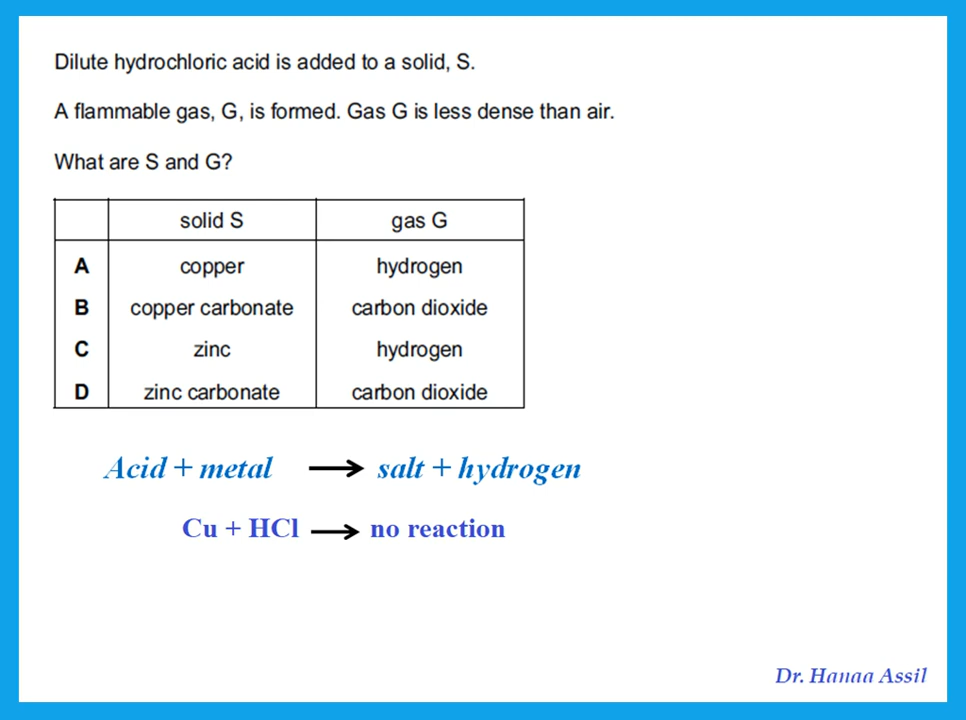 Dilute hydrochloric acid is added to a solid, S.
A flammable gas, G, is formed. Gas G is less dense than air.
What are S and G?
solid S gas G
A copper hydrogen
B copper carbonate carbon dioxide
C zinc hydrogen
D zinc carbonate carbon dioxide
Acid + metal ⟶ salt + hydrogen
Cu + HCl ⟶ no reaction
Dr. Hanaa Assil